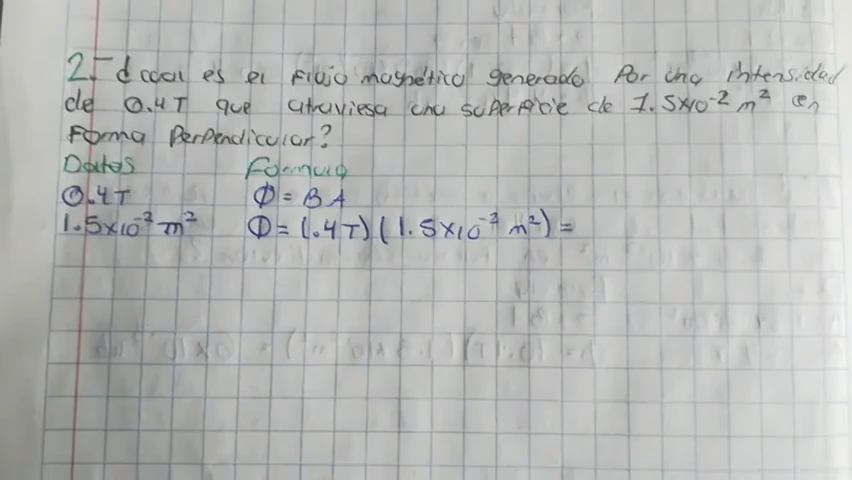 2.- ¿ cual es el Flujo magnético generado Por una intensidad
de 0.4T que atraviesa una superficie de 1.5x10⁻² m² en
Forma Perpendicular?
Datos Formula
0.4T Φ = B A
1.5x10⁻² m² Φ = (.4T) (1.5x10⁻² m²) =